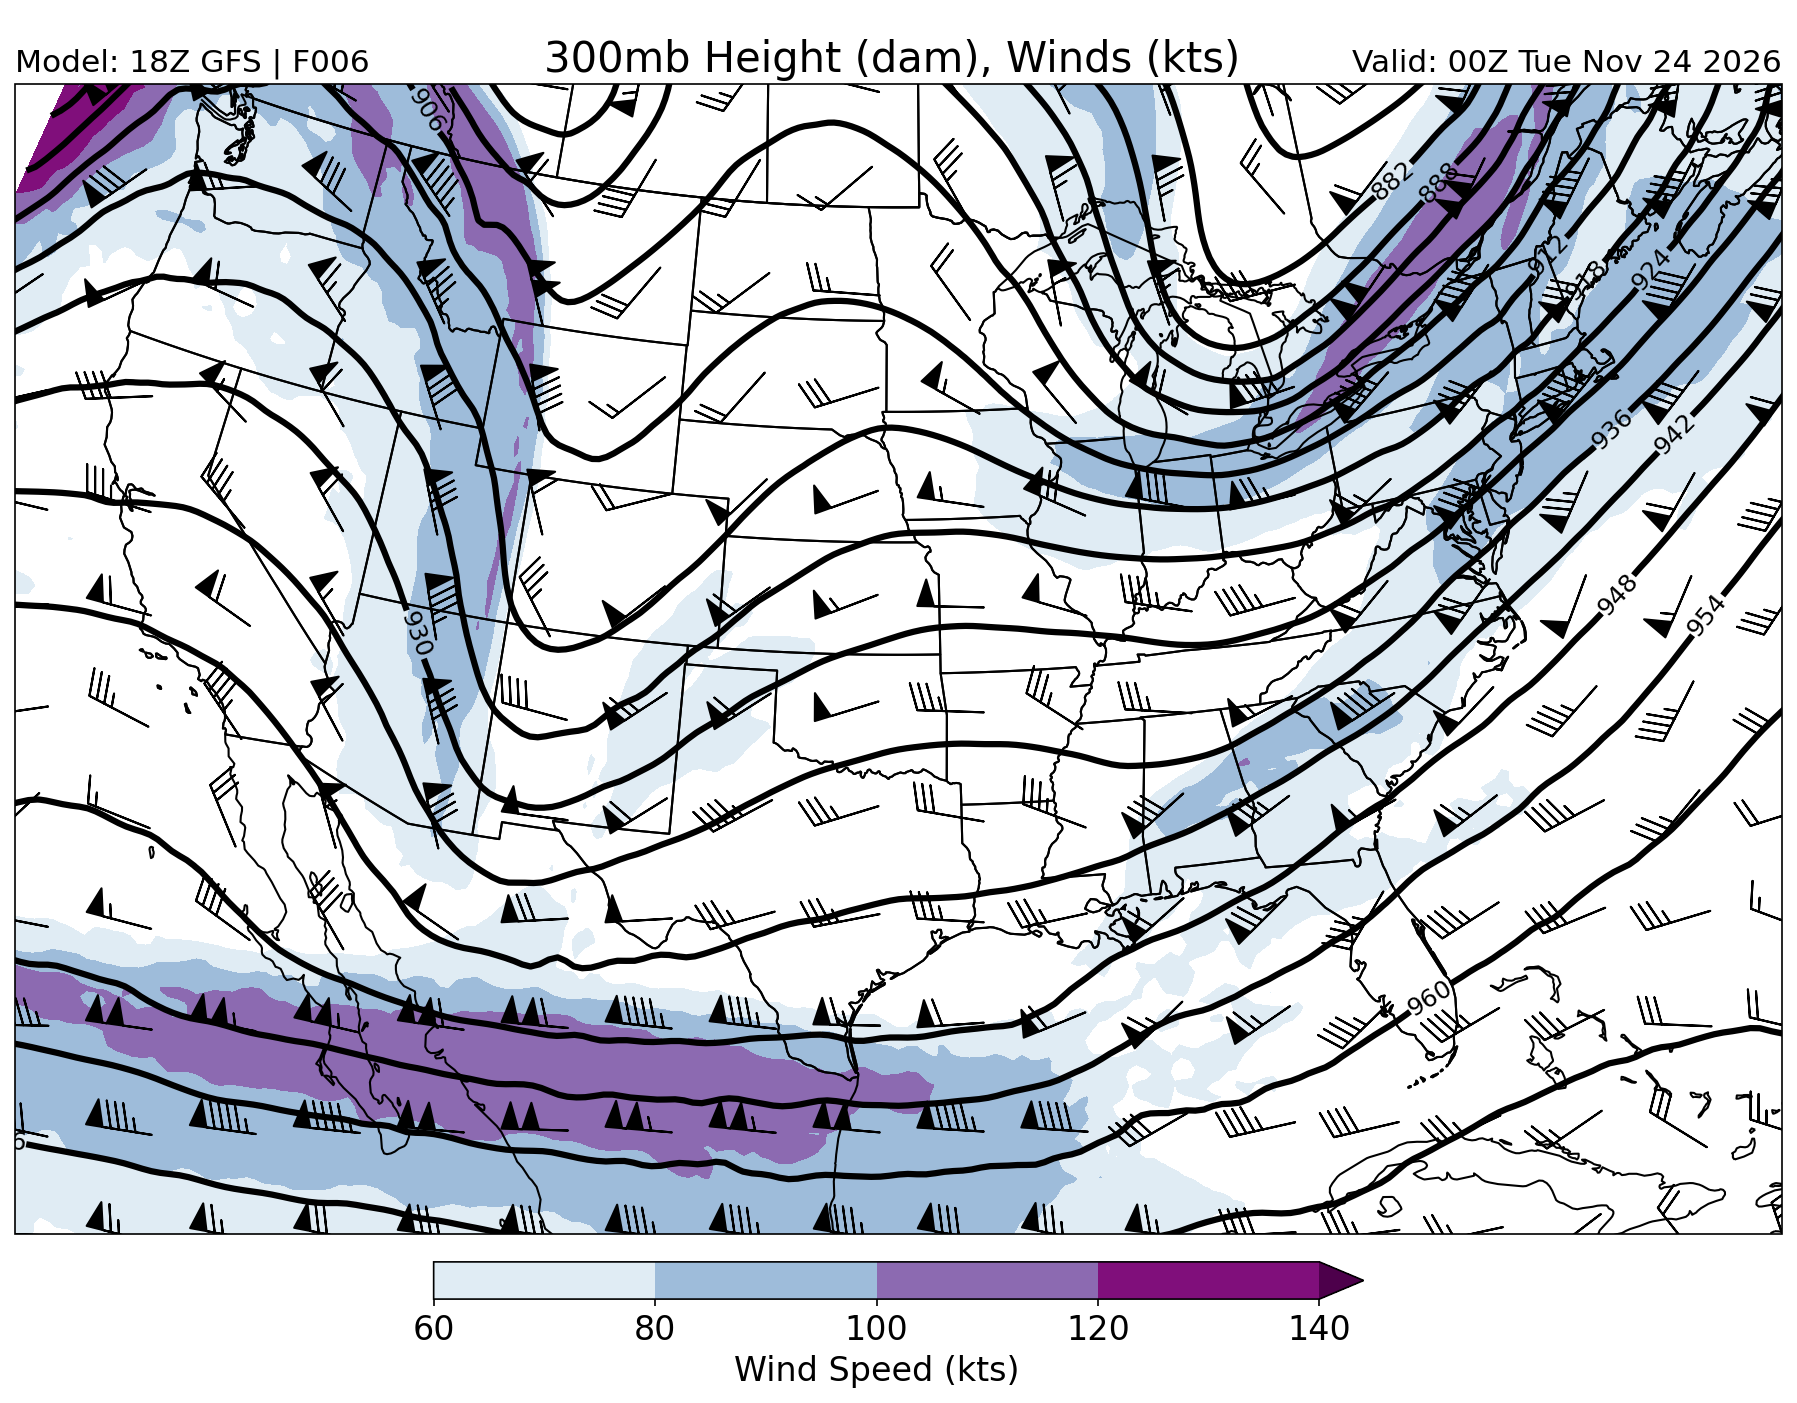 Model: 18Z GFS | F006
300mb Height (dam), Winds (kts)
Valid: 00Z Tue Nov 24 2026
906
882
888
912
918
924
936
942
930
948
954
960
6
60 80 100 120 140
Wind Speed (kts)